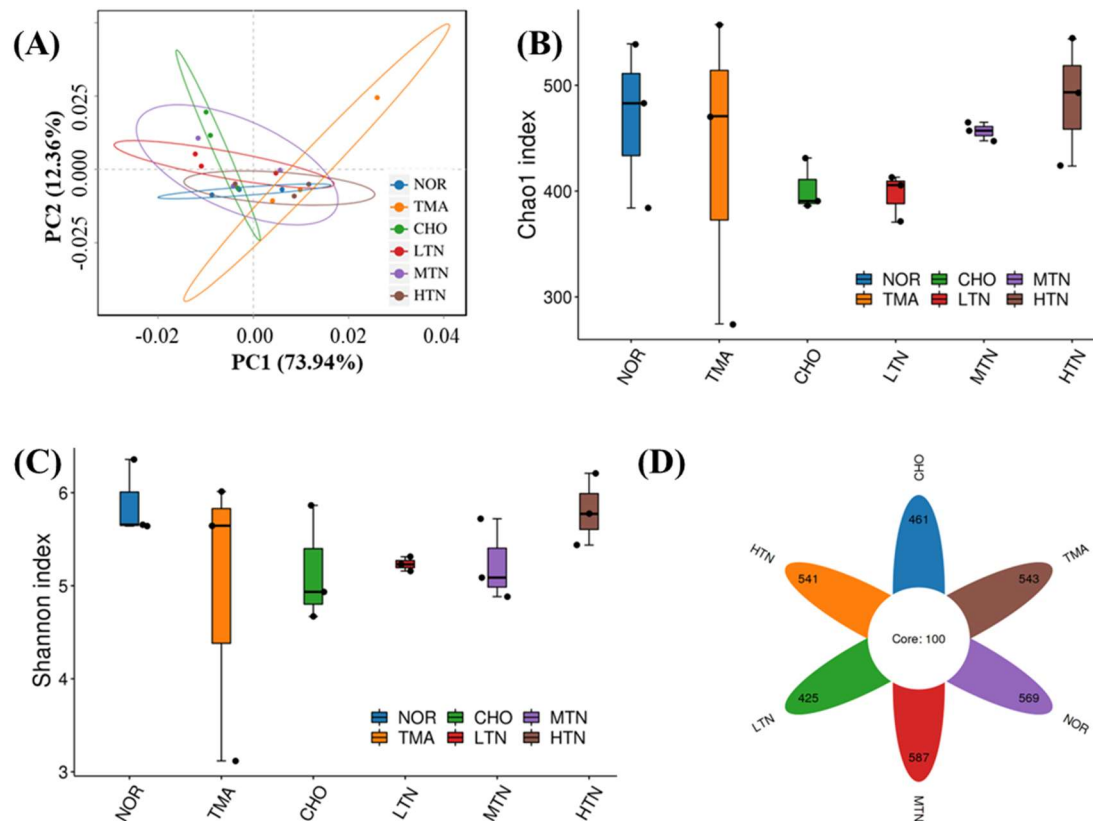 (A)
PC2 (12.36%)
0.025
0.000
-0.025
NOR
TMA
CHO
LTN
MTN
HTN
-0.02
0.00
0.02
0.04
PC1 (73.94%)
(B)
Chao1 index
500
400
300
NOR
CHO
MTN
TMA
LTN
HTN
NOR
TMA
CHO
LTN
MTN
HTN
(C)
Shannon index
6
5
4
3
NOR
CHO
MTN
TMA
LTN
HTN
NOR
TMA
CHO
LTN
MTN
HTN
(D)
CHO
461
HTN
541
TMA
543
Core: 100
LTN
425
NOR
569
587
MTN